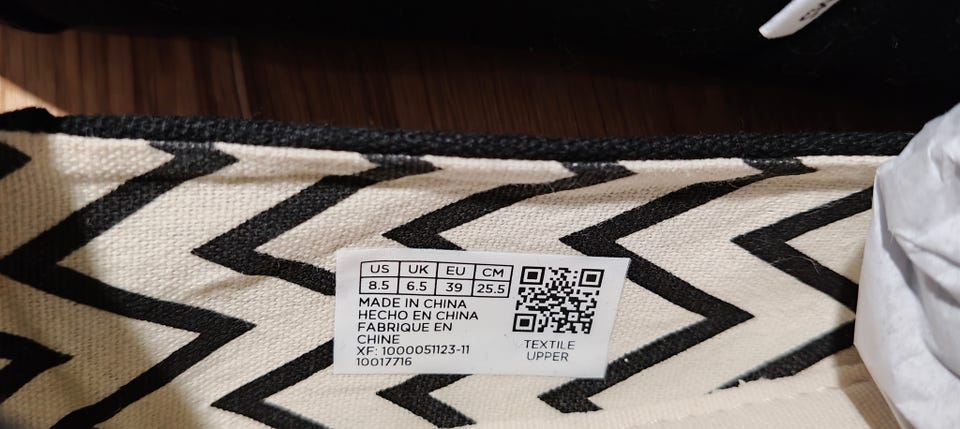 US UK EU CM
8.5 6.5 39 25.5
MADE IN CHINA
HECHO EN CHINA
FABRIQUE EN
CHINE
XF: 1000051123-11
10017716
TEXTILE
UPPER